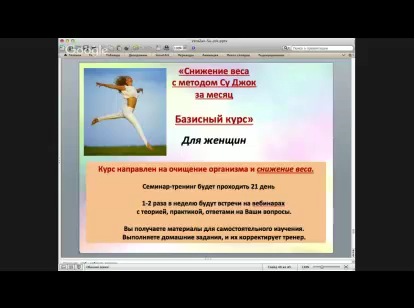 «Снижение веса
с методом Су Джок
за месяц
Базисный курс»
Для женщин
Курс направлен на очищение организма и снижение веса.
Семинар-тренинг будет проходить 21 день
1-2 раза в неделю будут встречи на вебинарах
с теорией, практикой, ответами на Ваши вопросы.
Вы получаете материалы для самостоятельного изучения.
Выполняете домашние задания, и их корректирует тренер.